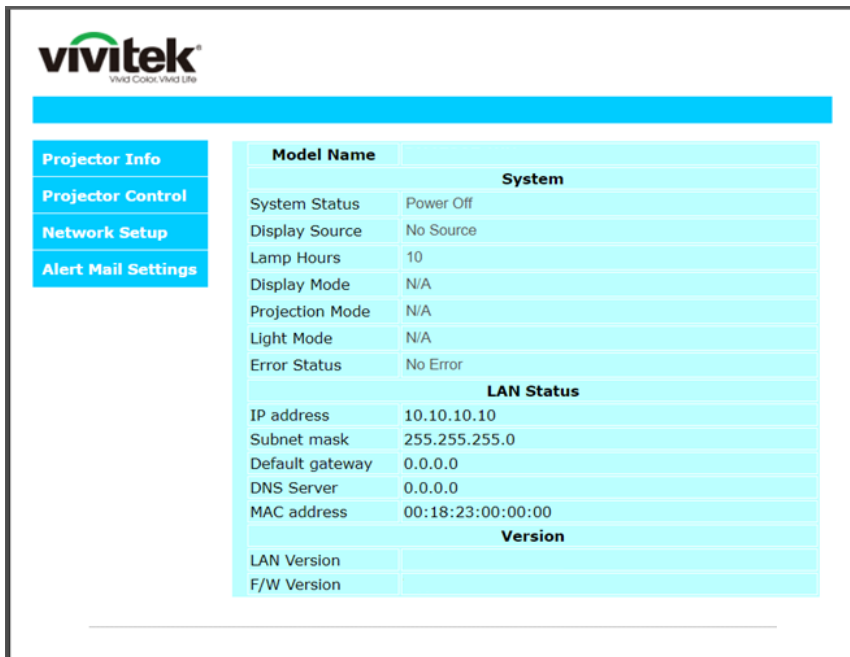 vivitek®
Vivid Color. Vivid Life
Projector Info
Projector Control
Network Setup
Alert Mail Settings
Model Name
System
System Status Power Off
Display Source No Source
Lamp Hours 10
Display Mode N/A
Projection Mode N/A
Light Mode N/A
Error Status No Error
LAN Status
IP address 10.10.10.10
Subnet mask 255.255.255.0
Default gateway 0.0.0.0
DNS Server 0.0.0.0
MAC address 00:18:23:00:00:00
Version
LAN Version
F/W Version